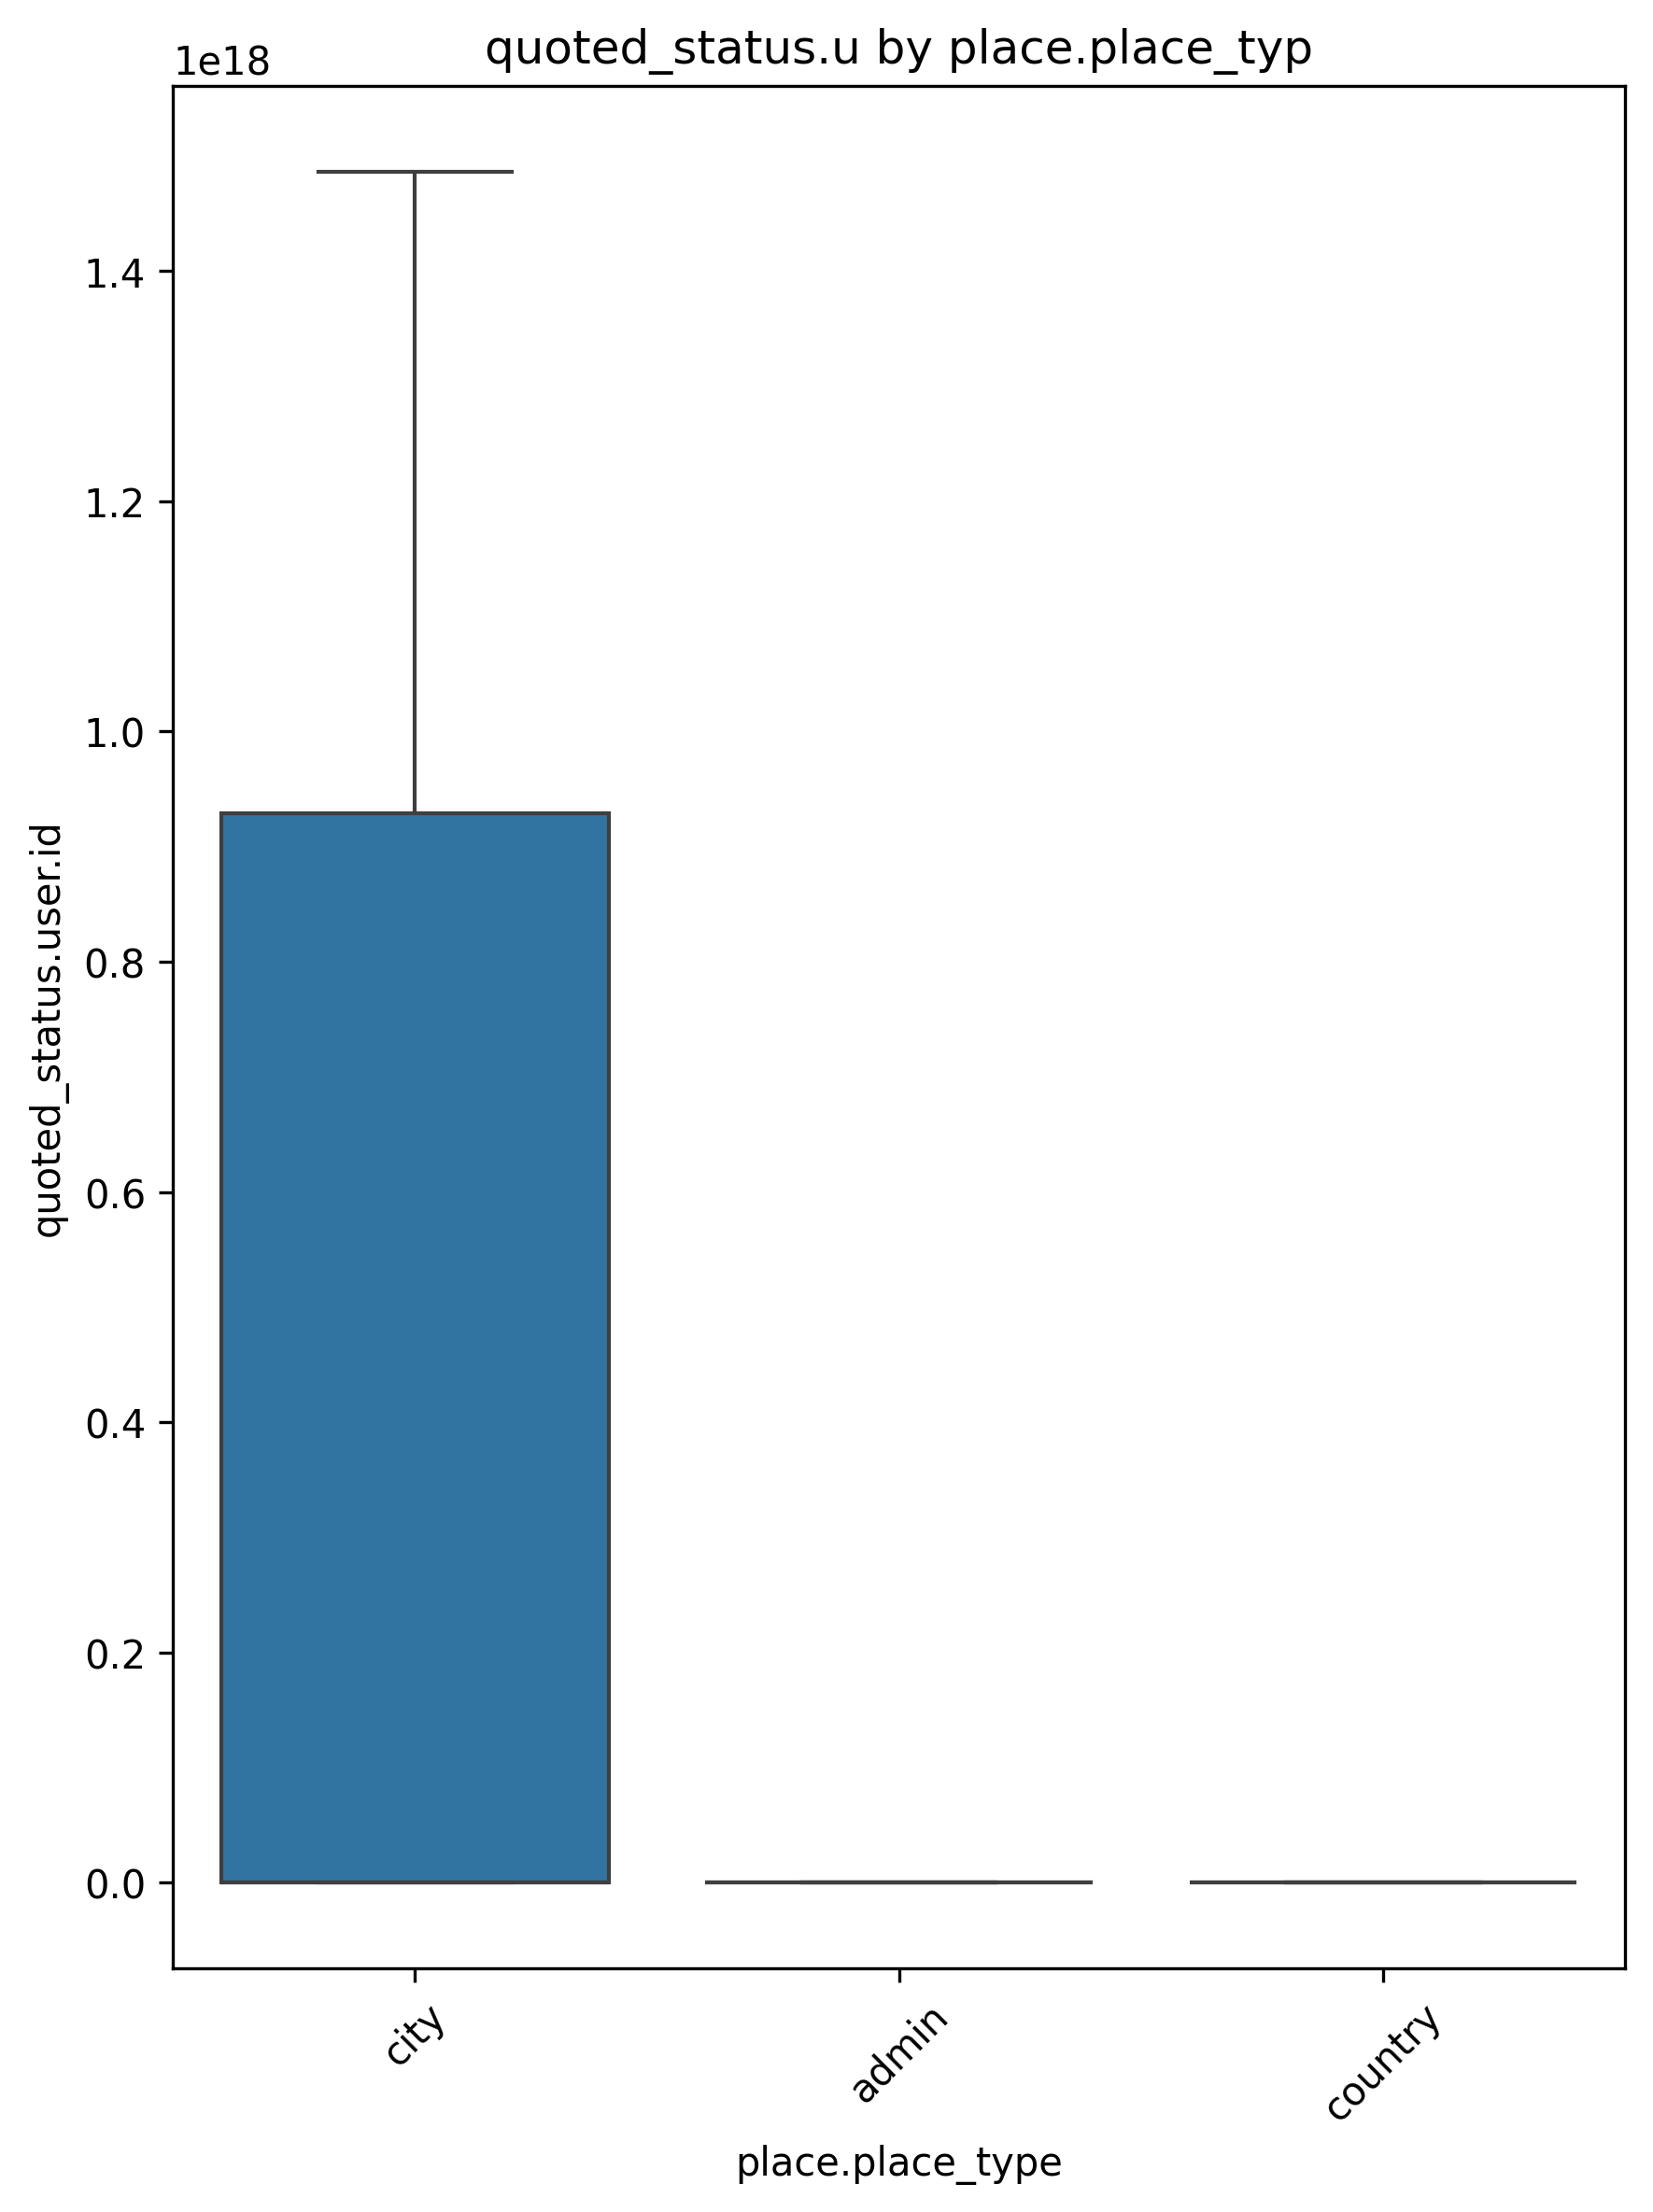 quoted_status.u by place.place_typ
1e18
1.4
1.2
1.0
0.8
0.6
0.4
0.2
0.0
quoted_status.user.id
city
admin
country
place.place_type